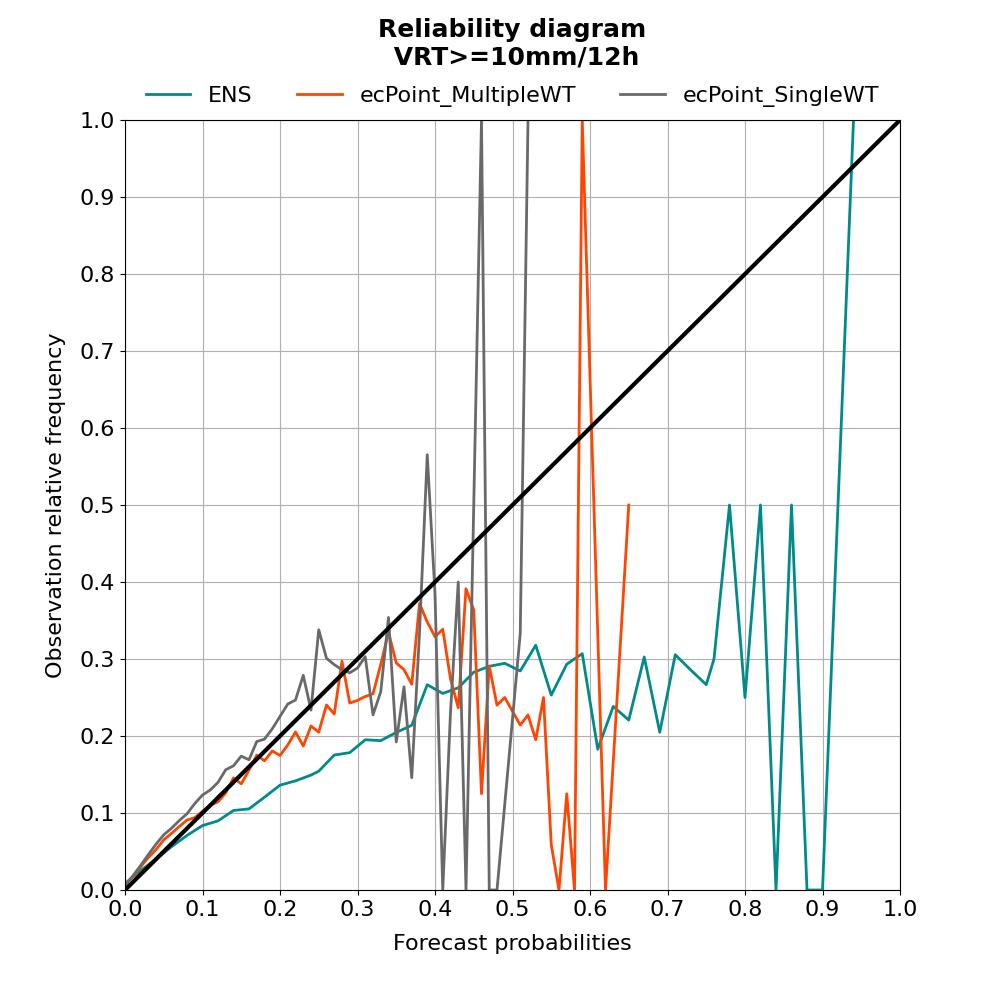 Reliability diagram
VRT>=10mm/12h
ENS ecPoint_MultipleWT ecPoint_SingleWT
1.0
0.9
0.8
0.7
0.6
0.5
0.4
0.3
0.2
0.1
0.0
Observation relative frequency
0.0 0.1 0.2 0.3 0.4 0.5 0.6 0.7 0.8 0.9 1.0
Forecast probabilities